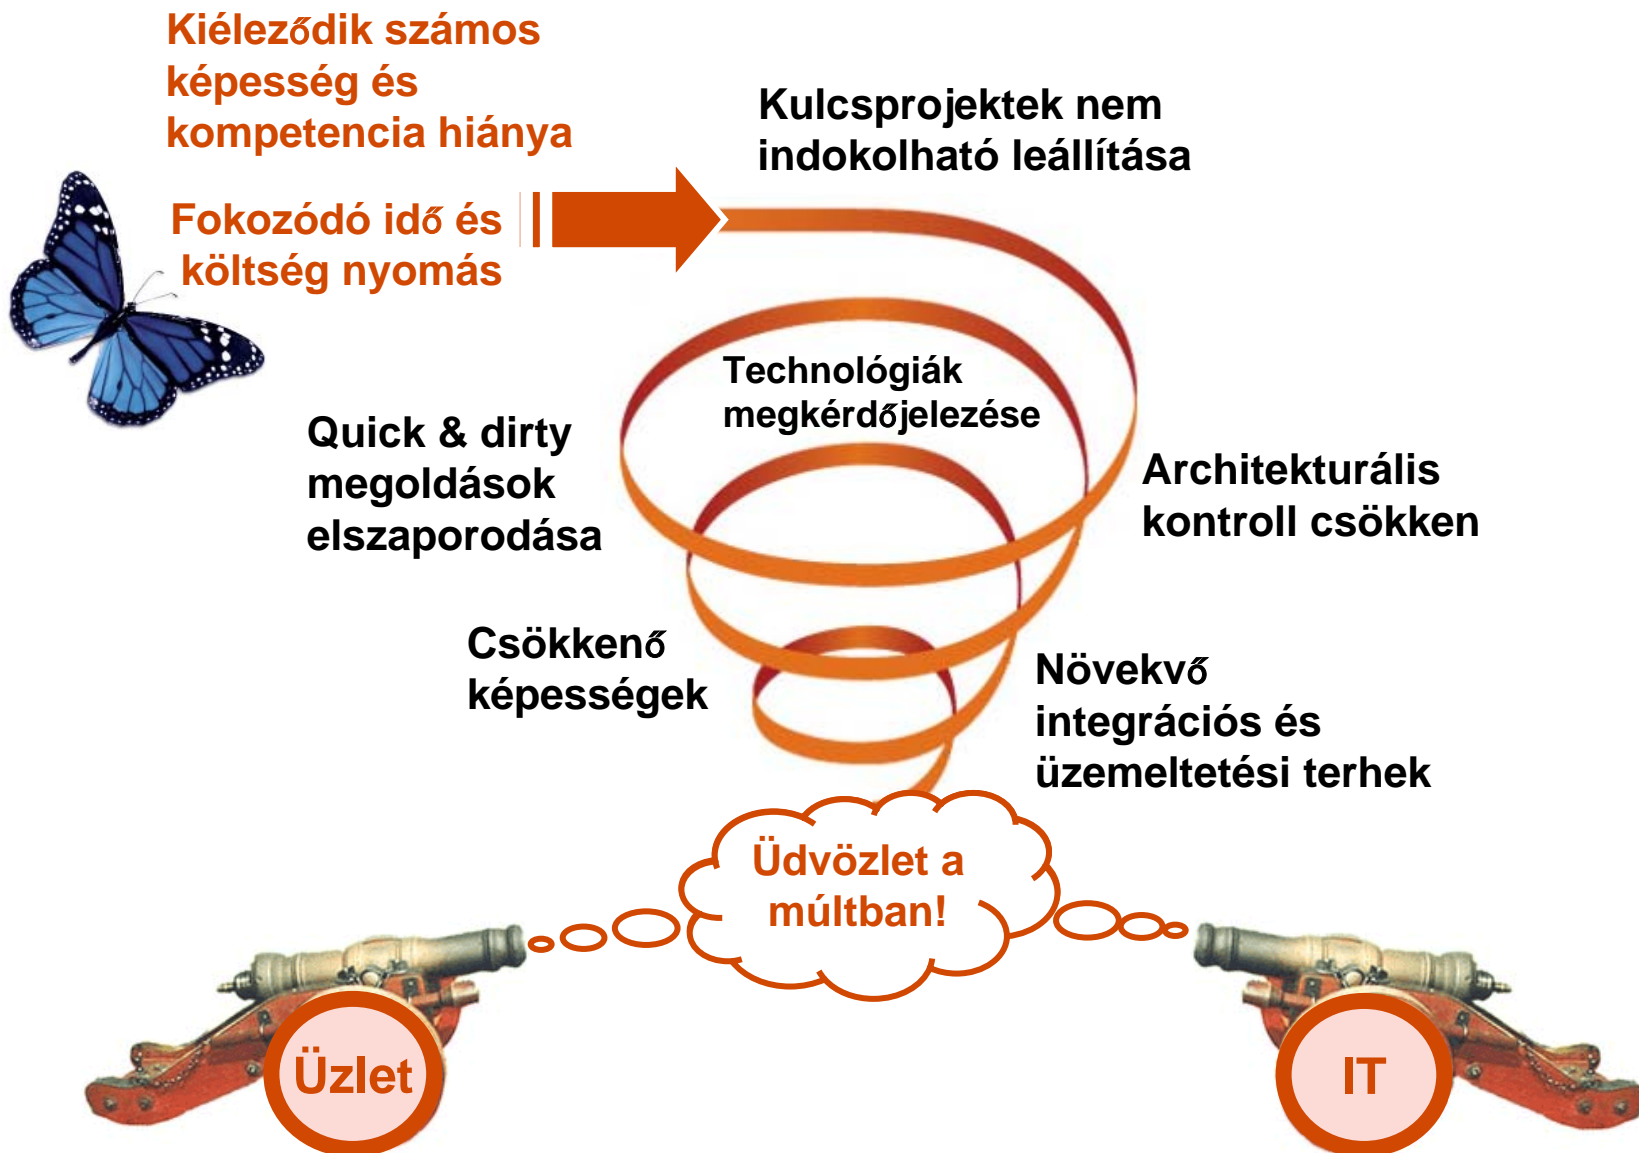 Kiéleződik számos
képesség és
kompetencia hiánya
Fokozódó idő és
költség nyomás
Kulcsprojektek nem
indokolható leállítása
Technológiák
megkérdőjelezése
Quick & dirty
megoldások
elszaporodása
Architekturális
kontroll csökken
Csökkenő
képességek
Növekvő
integrációs és
üzemeltetési terhek
Üdvözlet a
múltban!
Üzlet
IT